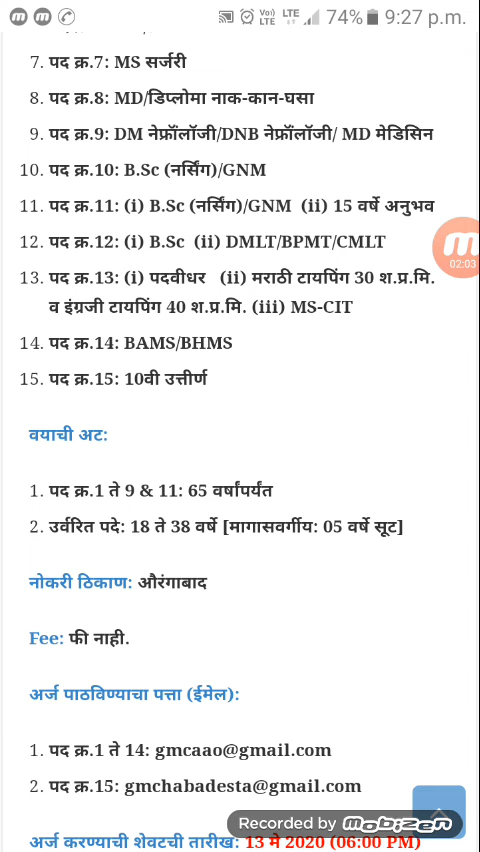 Vo)) LTE LTE 74% 9:27 p.m.
7. पद क्र.7: MS सर्जरी
8. पद क्र.8: MD/डिप्लोमा नाक-कान-घसा
9. पद क्र.9: DM नेफ्रॉलॉजी/DNB नेफ्रॉलॉजी/ MD मेडिसिन
10. पद क्र.10: B.Sc (नर्सिंग)/GNM
11. पद क्र.11: (i) B.Sc (नर्सिंग)/GNM (ii) 15 वर्षे अनुभव
12. पद क्र.12: (i) B.Sc (ii) DMLT/BPMT/CMLT
02:03
13. पद क्र.13: (i) पदवीधर (ii) मराठी टायपिंग 30 श.प्र.मि.
व इंग्रजी टायपिंग 40 श.प्र.मि. (iii) MS-CIT
14. पद क्र.14: BAMS/BHMS
15. पद क्र.15: 10वी उत्तीर्ण
वयाची अट:
1. पद क्र.1 ते 9 & 11: 65 वर्षांपर्यंत
2. उर्वरित पदे: 18 ते 38 वर्षे [मागासवर्गीय: 05 वर्षे सूट]
नोकरी ठिकाण: औरंगाबाद
Fee: फी नाही.
अर्ज पाठविण्याचा पत्ता (ईमेल):
1. पद क्र.1 ते 14: gmcaao@gmail.com
2. पद क्र.15: gmchabadesta@gmail.com
Recorded by Mobizen
अर्ज करण्याची शेवटची तारीख: 13 मे 2020 (06:00 PM)